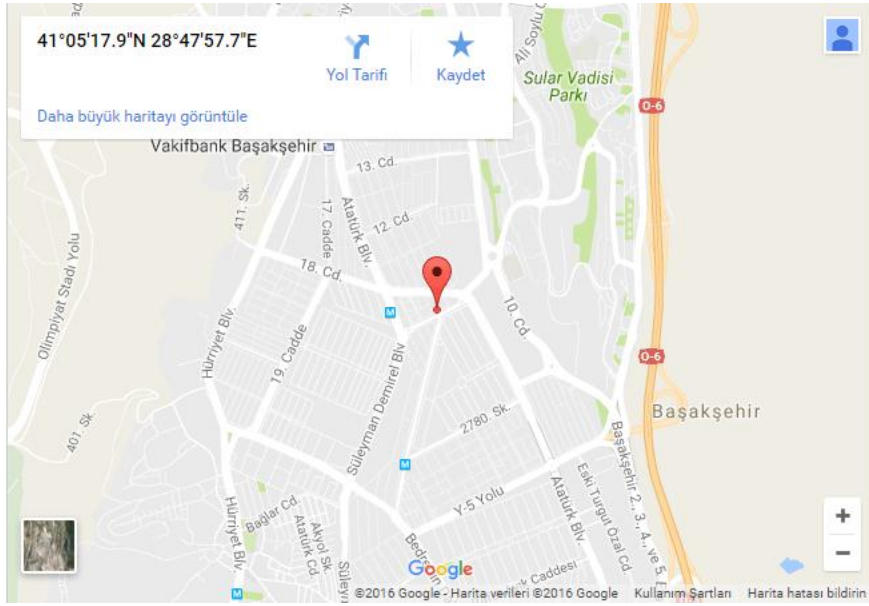 41°05'17.9"N 28°47'57.7"E
Yol Tarifi
Kaydet
Daha büyük haritayı görüntüle
Ali Soylu
Sular Vadisi
Parkı
O-6
Vakifbank Başakşehir
13. Cd.
411. Sk.
17. Cadde
Atatürk Blv.
12. Cd.
Olimpiyat Stadı Yolu
18. Cd.
10. Cd.
M
Hürriyet Blv.
19. Cadde
O-6
Süleyman Demirel Blv
Başakşehir
401. Sk.
2780. Sk.
M
Başakşehir 2., 3., 4., ve 5. E
Y-5 Yolu
Eski Turgut Özal Cd
Atatürk Blv.
Hürriyet Blv.
Bağlar Cd.
Akyol Sk.
Atatürk Cd.
Süleyma
M
Caddesi
Google
©2016 Google - Harita verileri ©2016 Google Kullanım Şartları Harita hatası bildirin
+
−